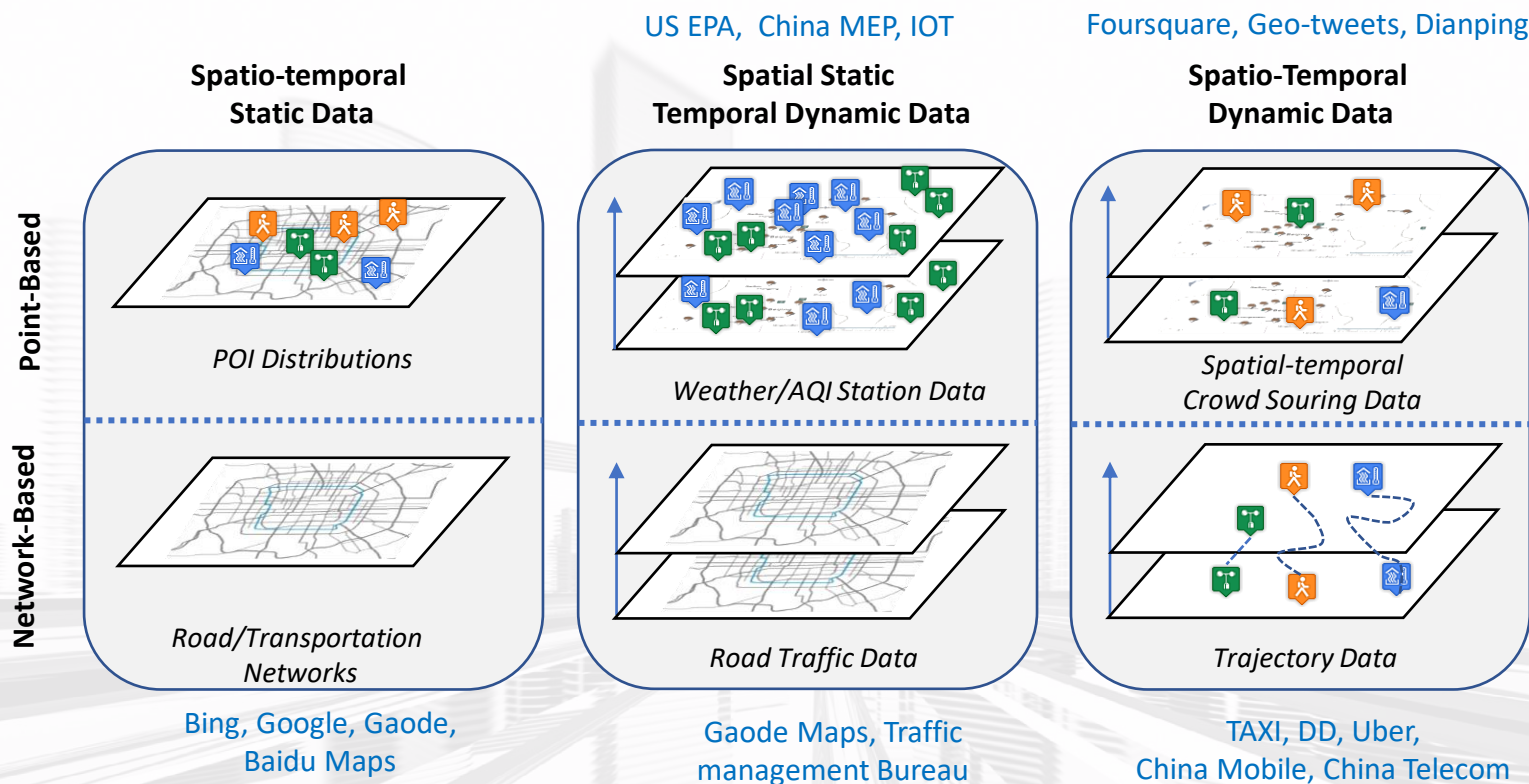 US EPA,  China MEP, IOT
Foursquare, Geo-tweets, Dianping
Spatio-temporal
Static Data
Spatial Static
Temporal Dynamic Data
Spatio-Temporal
Dynamic Data
Point-Based
POI Distributions
Weather/AQI Station Data
Spatial-temporal
Crowd Souring Data
Network-Based
Road/Transportation
Networks
Road Traffic Data
Trajectory Data
Bing, Google, Gaode,
Baidu Maps
Gaode Maps, Traffic
management Bureau
TAXI, DD, Uber,
China Mobile, China Telecom